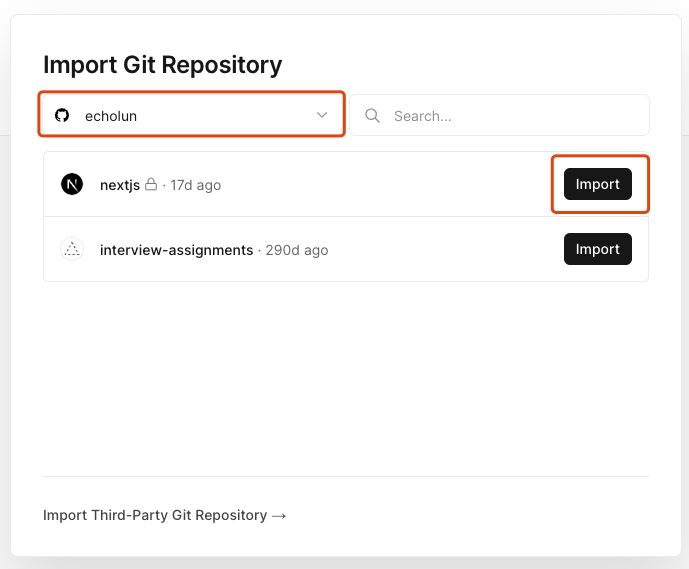 Import Git Repository
echolun
Search...
nextjs · 17d ago
Import
interview-assignments · 290d ago
Import
Import Third-Party Git Repository →